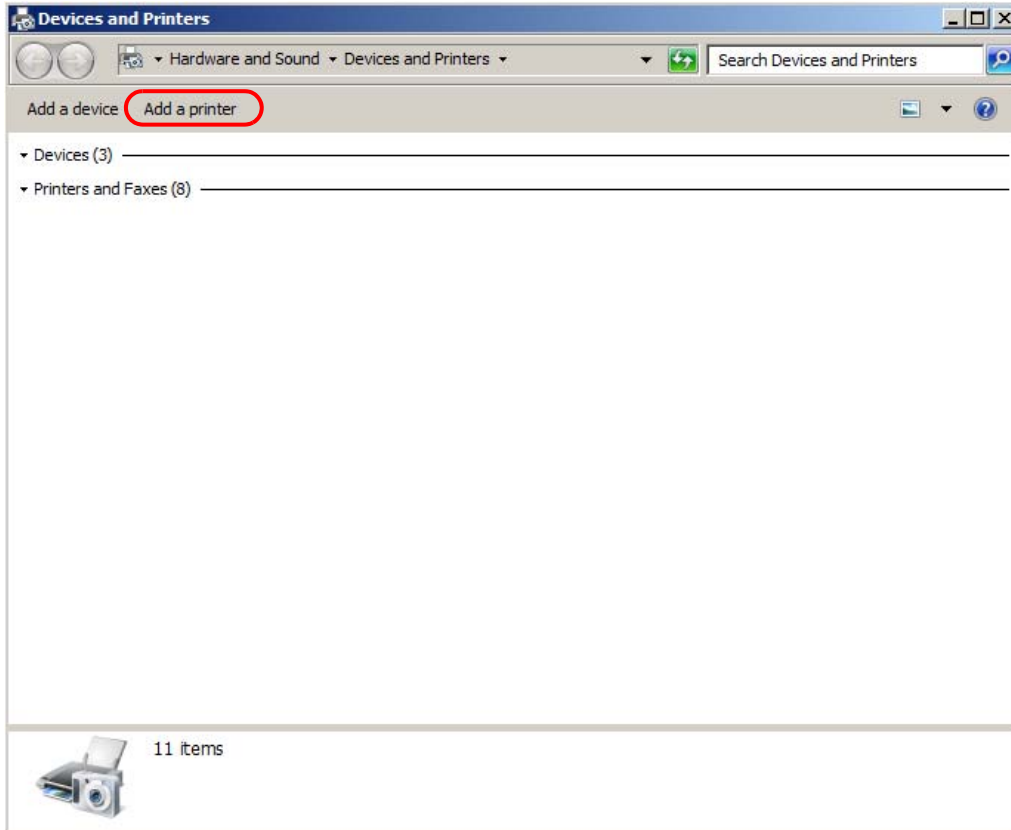 Devices and Printers
Hardware and Sound Devices and Printers Search Devices and Printers
Add a device Add a printer
Devices (3)
Printers and Faxes (8)
11 items